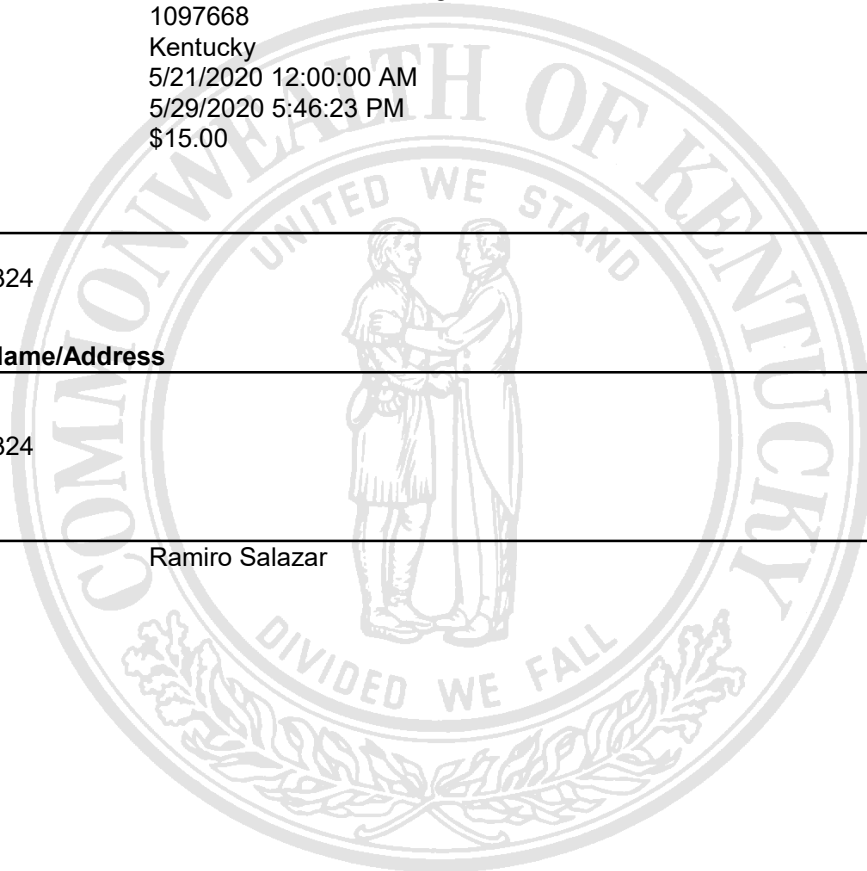 1097668
Kentucky
5/21/2020 12:00:00 AM
5/29/2020 5:46:23 PM
$15.00
COMMONWEALTH OF KENTUCKY
UNITED WE STAND
324
Name/Address
324
Ramiro Salazar
DIVIDED WE FALL